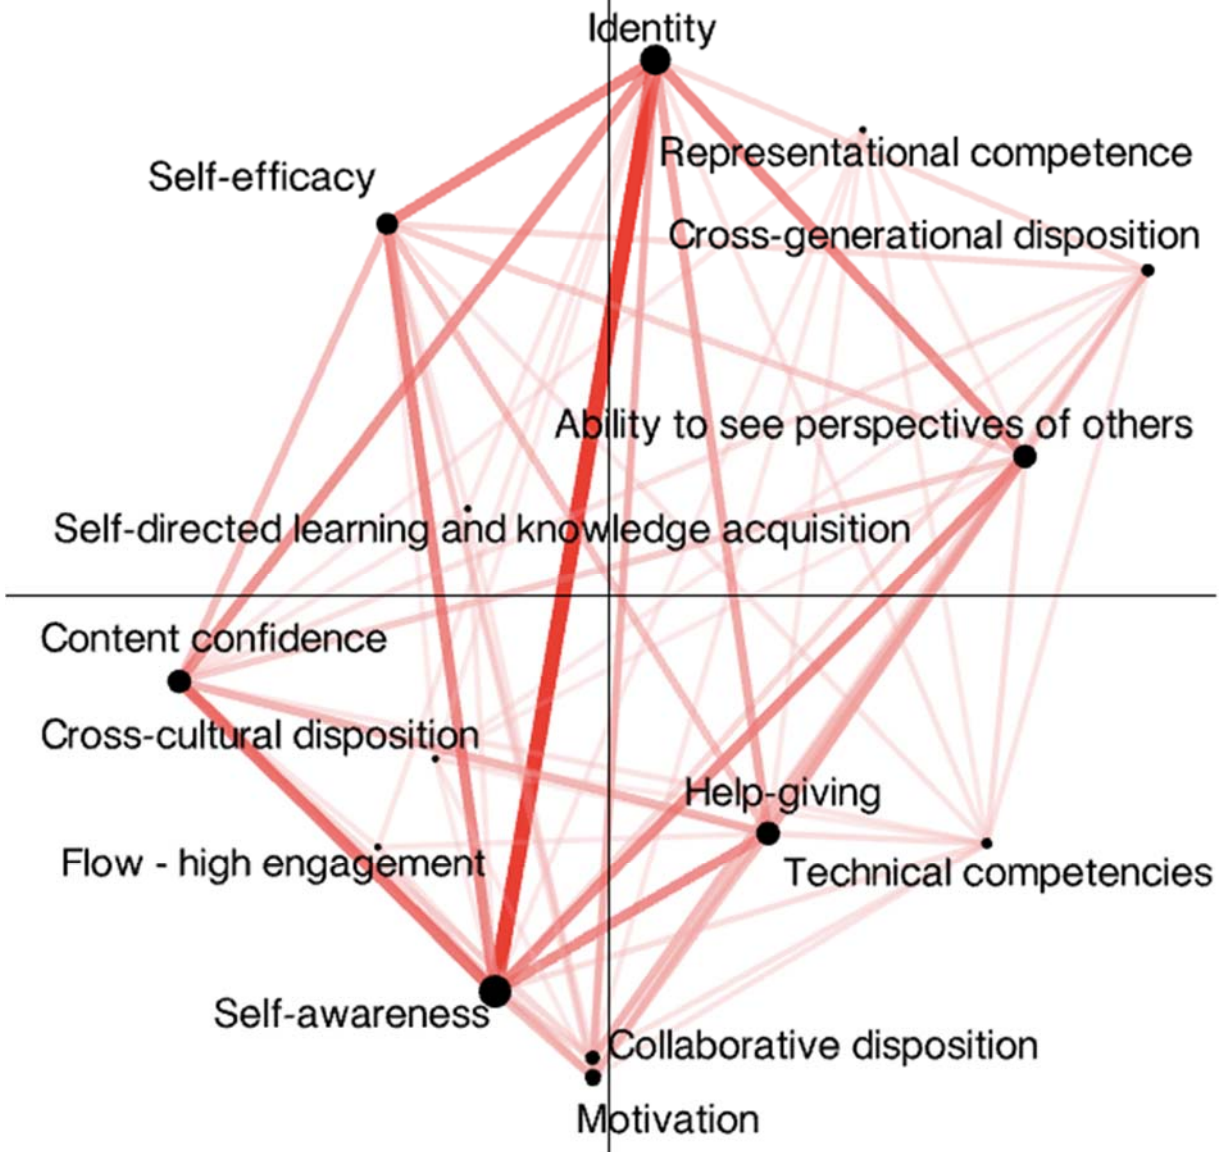 Identity
Representational competence
Self-efficacy
Cross-generational disposition
Ability to see perspectives of others
Self-directed learning and knowledge acquisition
Content confidence
Cross-cultural disposition
Help-giving
Flow - high engagement
Technical competencies
Self-awareness
Collaborative disposition
Motivation